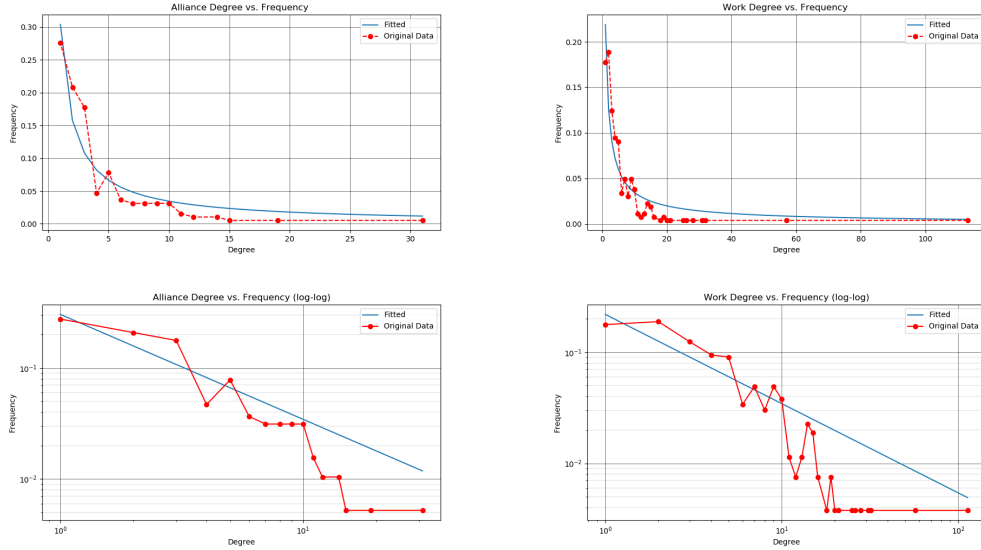 Alliance Degree vs. Frequency
Fitted
Original Data
0.30
0.25
0.20
0.15
0.10
0.05
0.00
Frequency
0 5 10 15 20 25 30
Degree
Work Degree vs. Frequency
Fitted
Original Data
0.20
0.15
0.10
0.05
0.00
Frequency
0 20 40 60 80 100
Degree
Alliance Degree vs. Frequency (log-log)
Fitted
Original Data
10⁻¹
10⁻²
Frequency
10⁰ 10¹
Degree
Work Degree vs. Frequency (log-log)
Fitted
Original Data
10⁻¹
10⁻²
Frequency
10⁰ 10¹ 10²
Degree